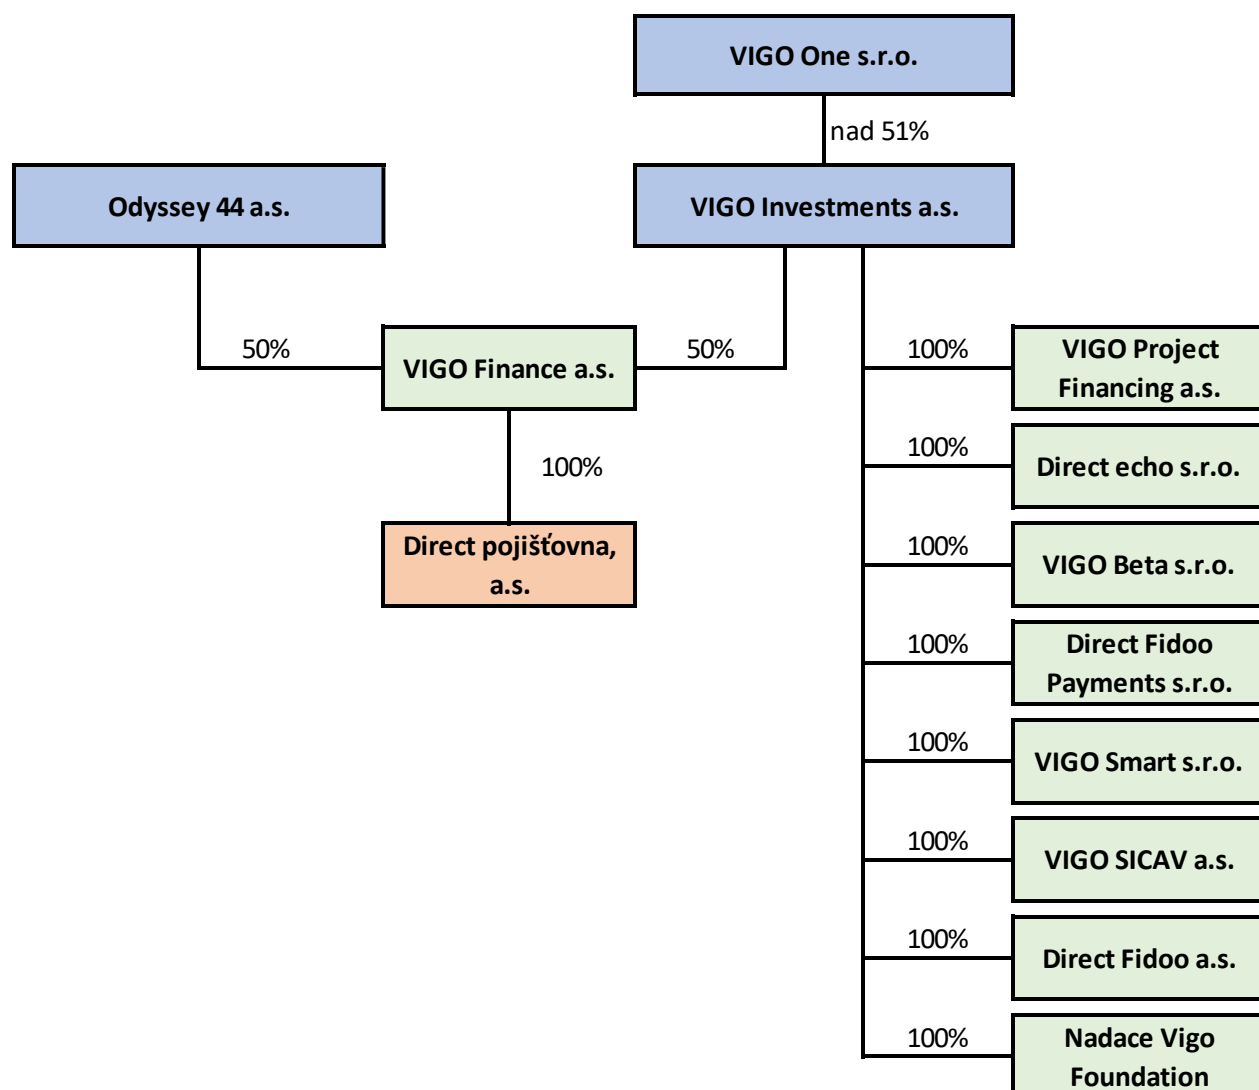 VIGO One s.r.o.
nad 51%
Odyssey 44 a.s.
VIGO Investments a.s.
50%
VIGO Finance a.s.
50%
100%
VIGO Project
Financing a.s.
100%
Direct echo s.r.o.
100%
Direct pojišťovna,
a.s.
100%
VIGO Beta s.r.o.
100%
Direct Fidoo
Payments s.r.o.
100%
VIGO Smart s.r.o.
100%
VIGO SICAV a.s.
100%
Direct Fidoo a.s.
100%
Nadace Vigo
Foundation